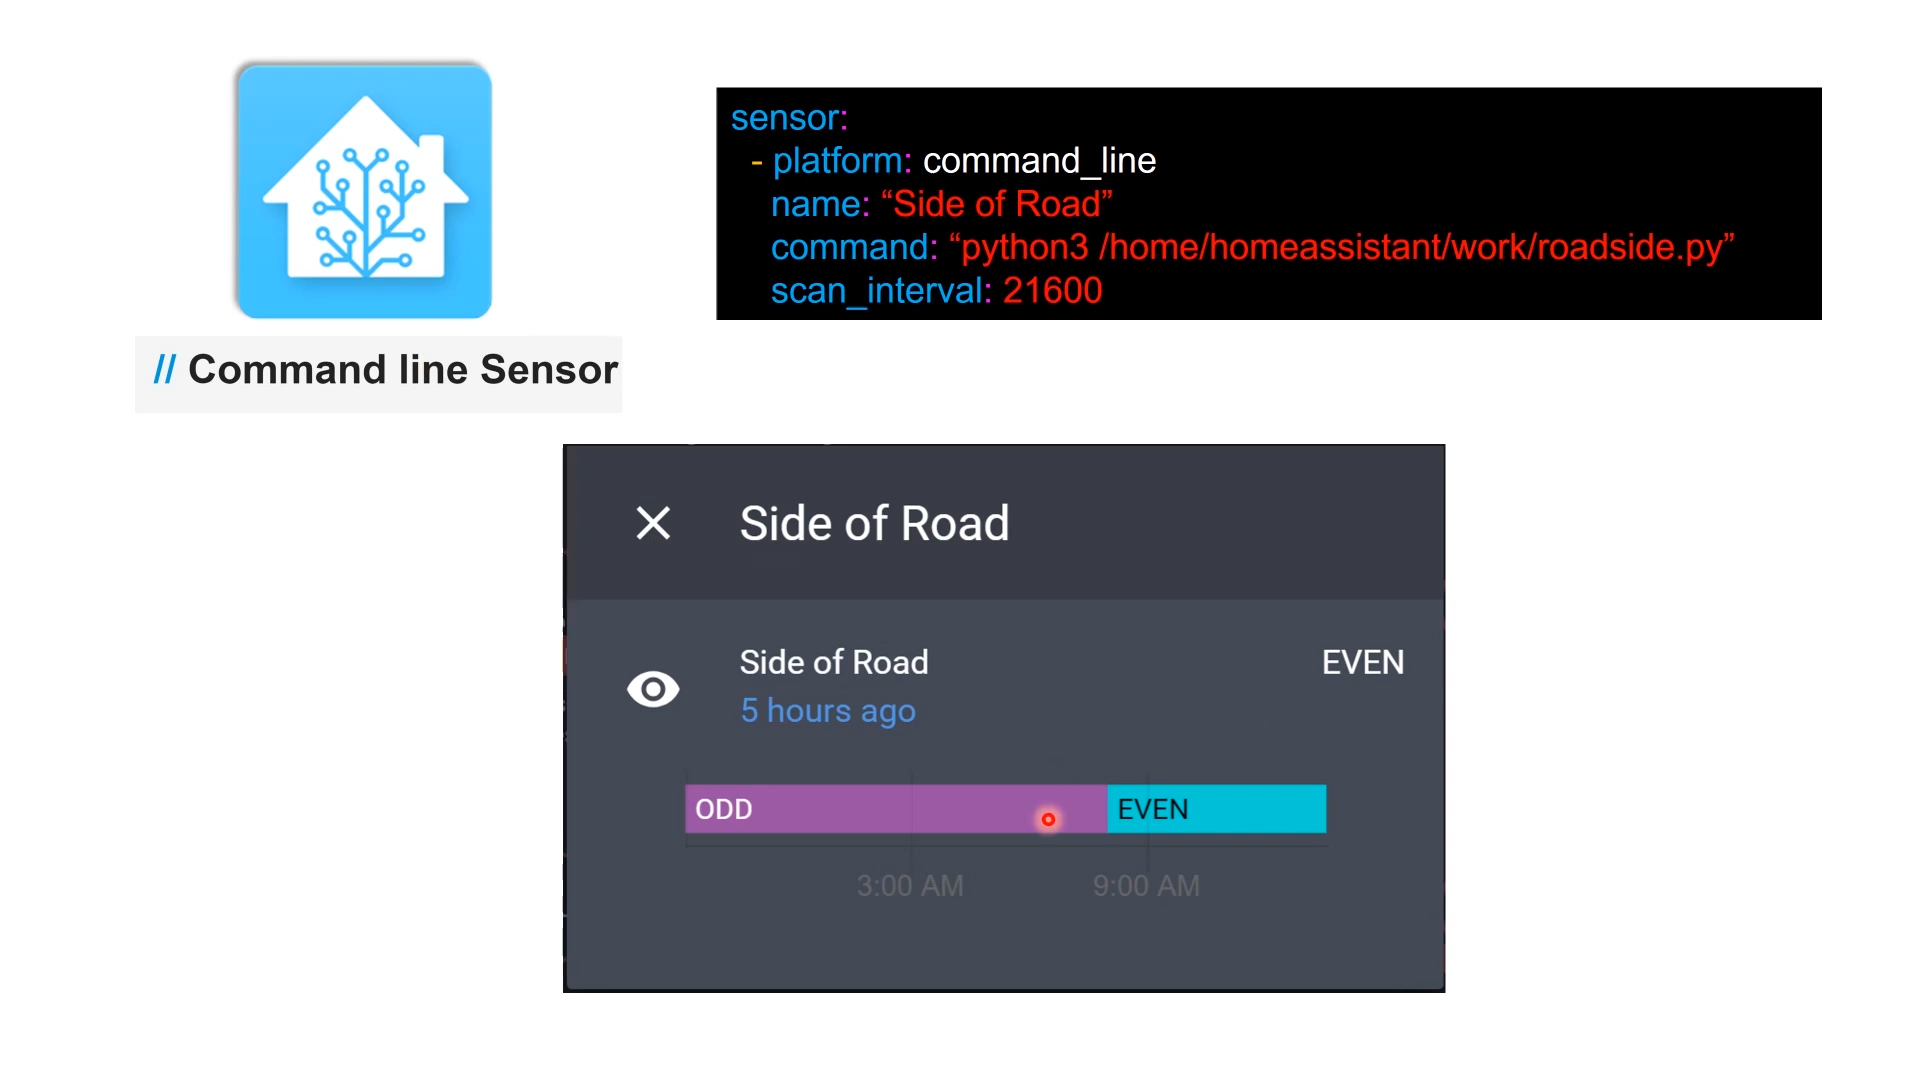 sensor:
- platform: command_line
name: “Side of Road”
command: “python3 /home/homeassistant/work/roadside.py”
scan_interval: 21600
// Command line Sensor
Side of Road
Side of Road EVEN
5 hours ago
ODD EVEN
3:00 AM 9:00 AM